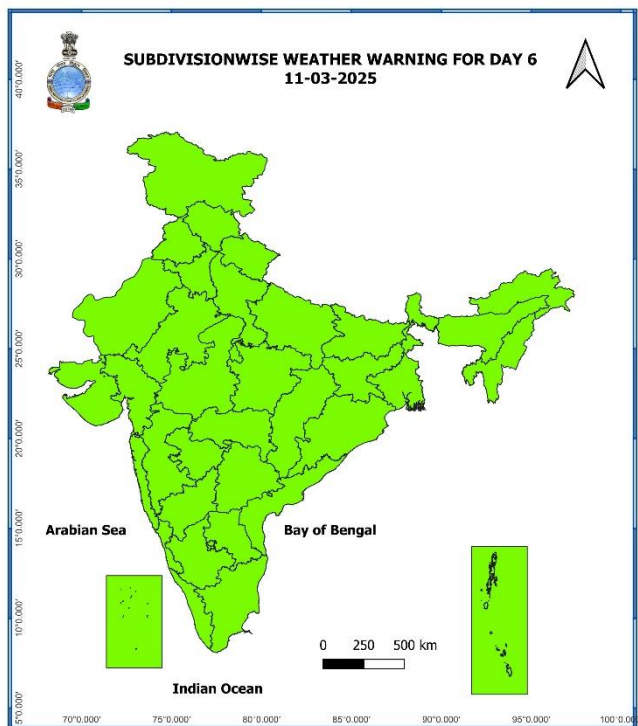 SUBDIVISIONWISE WEATHER WARNING FOR DAY 6
11-03-2025
40°0.000'
35°0.000'
30°0.000'
25°0.000'
20°0.000'
15°0.000'
10°0.000'
5°0.000'
Arabian Sea
Bay of Bengal
0 250 500 km
Indian Ocean
70°0.000' 75°0.000' 80°0.000' 85°0.000' 90°0.000' 95°0.000' 100°0.0